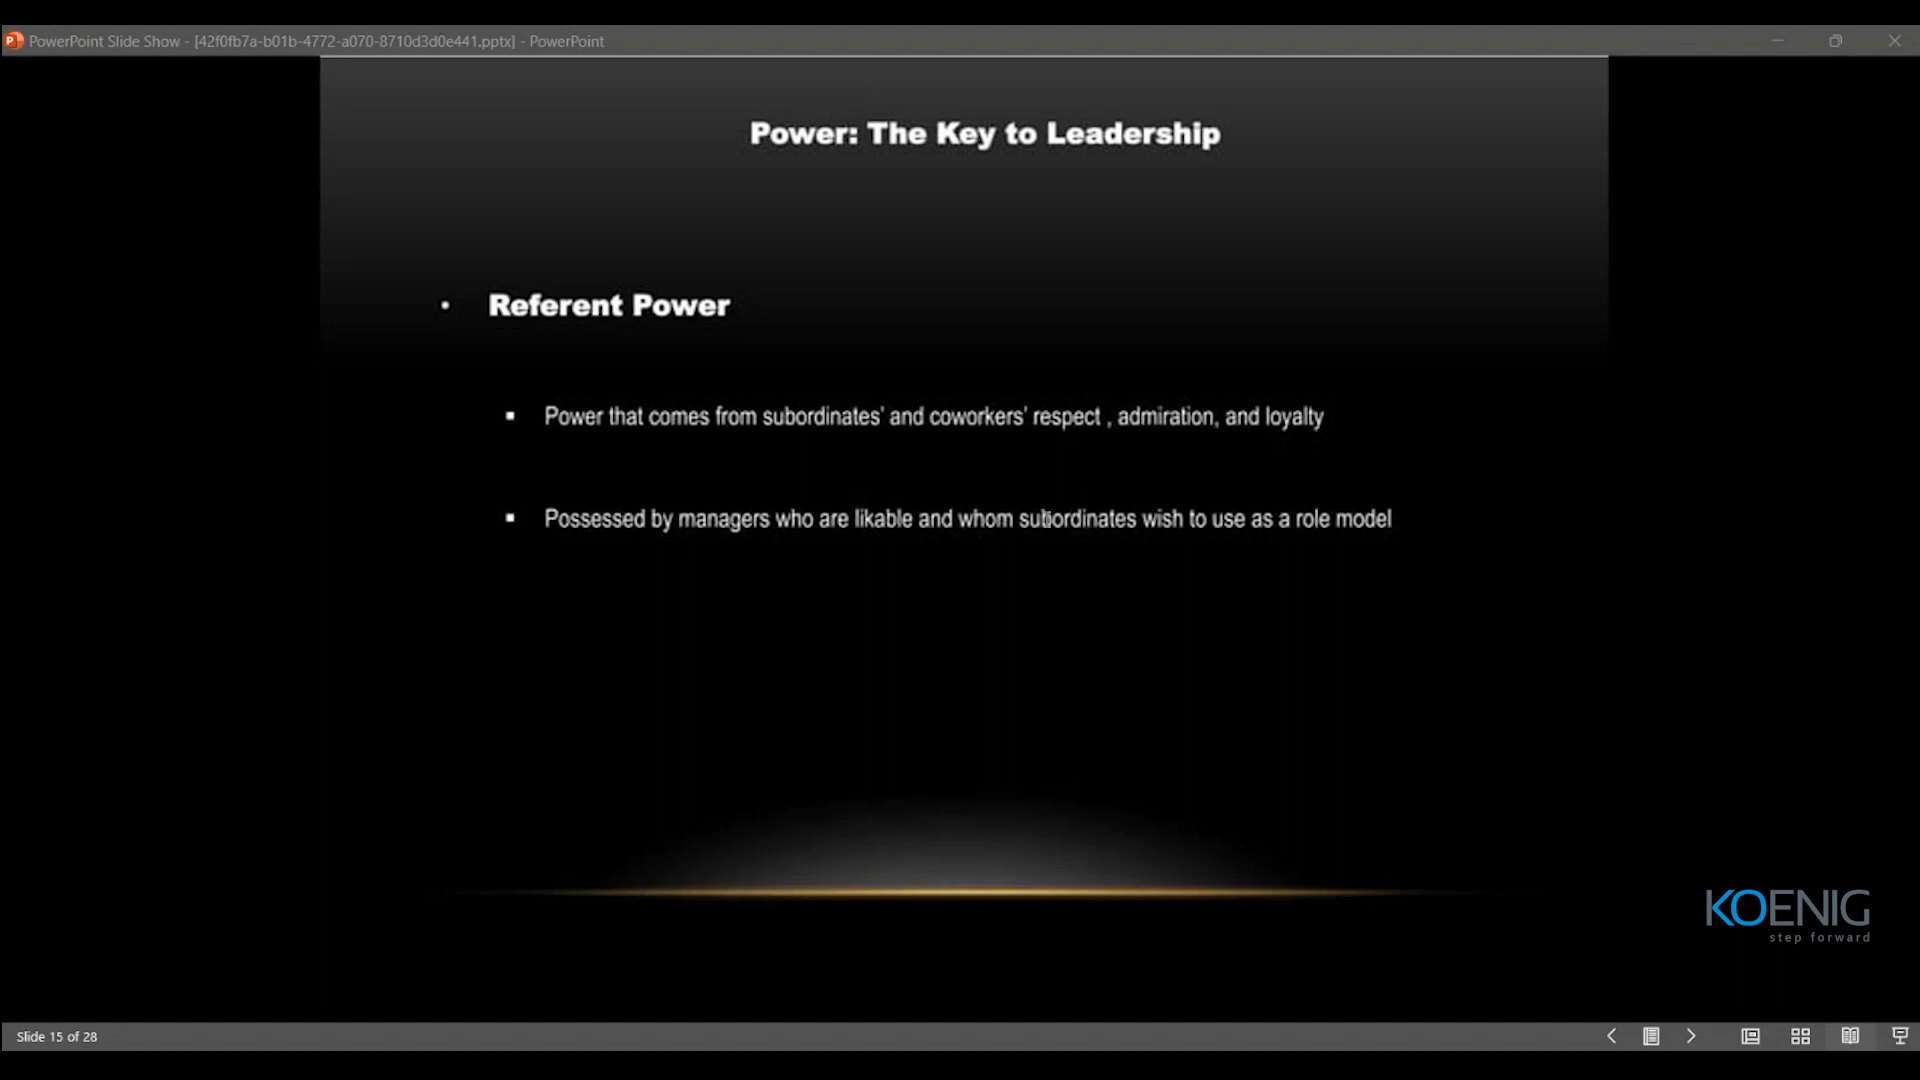 PowerPoint Slide Show - [42f0fb7a-b01b-4772-a070-8710d3d0e441.pptx] - PowerPoint
Power: The Key to Leadership
• Referent Power
▪ Power that comes from subordinates' and coworkers' respect , admiration, and loyalty
▪ Possessed by managers who are likable and whom subordinates wish to use as a role model
KOENIG
step forward
Slide 15 of 28